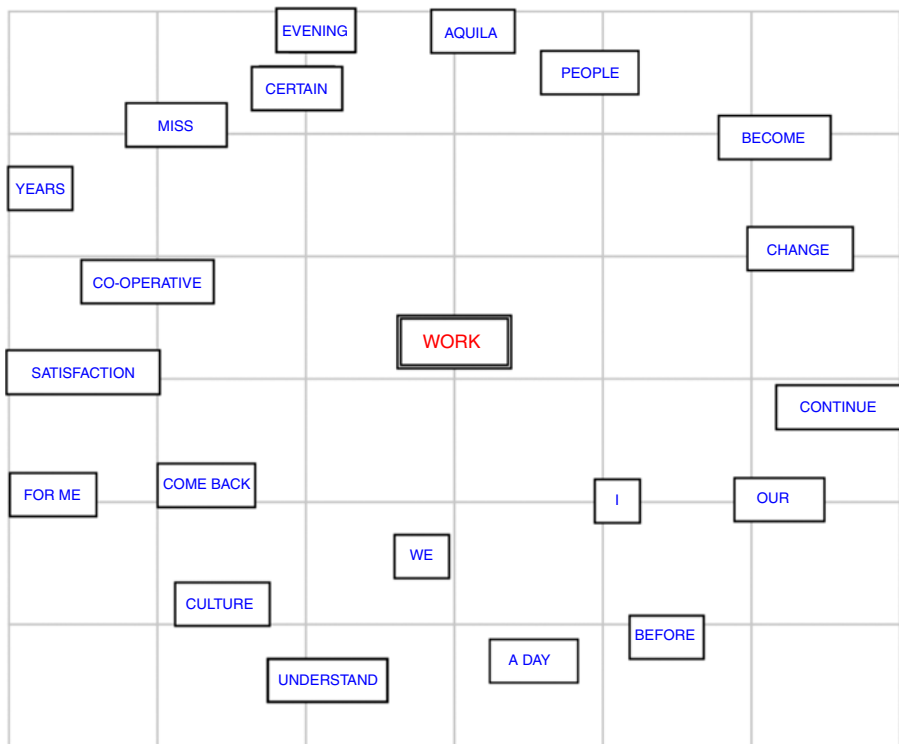 EVENING
AQUILA
PEOPLE
CERTAIN
MISS
BECOME
YEARS
CHANGE
CO-OPERATIVE
WORK
SATISFACTION
CONTINUE
COME BACK
FOR ME
I
OUR
WE
CULTURE
BEFORE
A DAY
UNDERSTAND